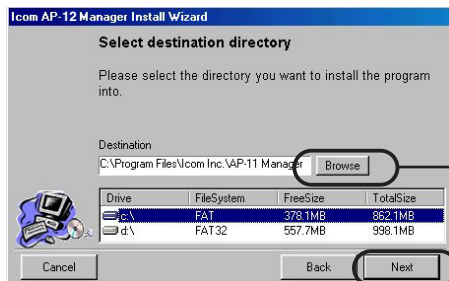 Icom AP-12 Manager Install Wizard
Select destination directory
Please select the directory you want to install the program
into.
Destination
C:\Program Files\Icom Inc.\AP-11 Manager Browse
Drive FileSystem FreeSize TotalSize
c:\ FAT 378.1MB 862.1MB
d:\ FAT32 557.7MB 998.1MB
Cancel Back Next